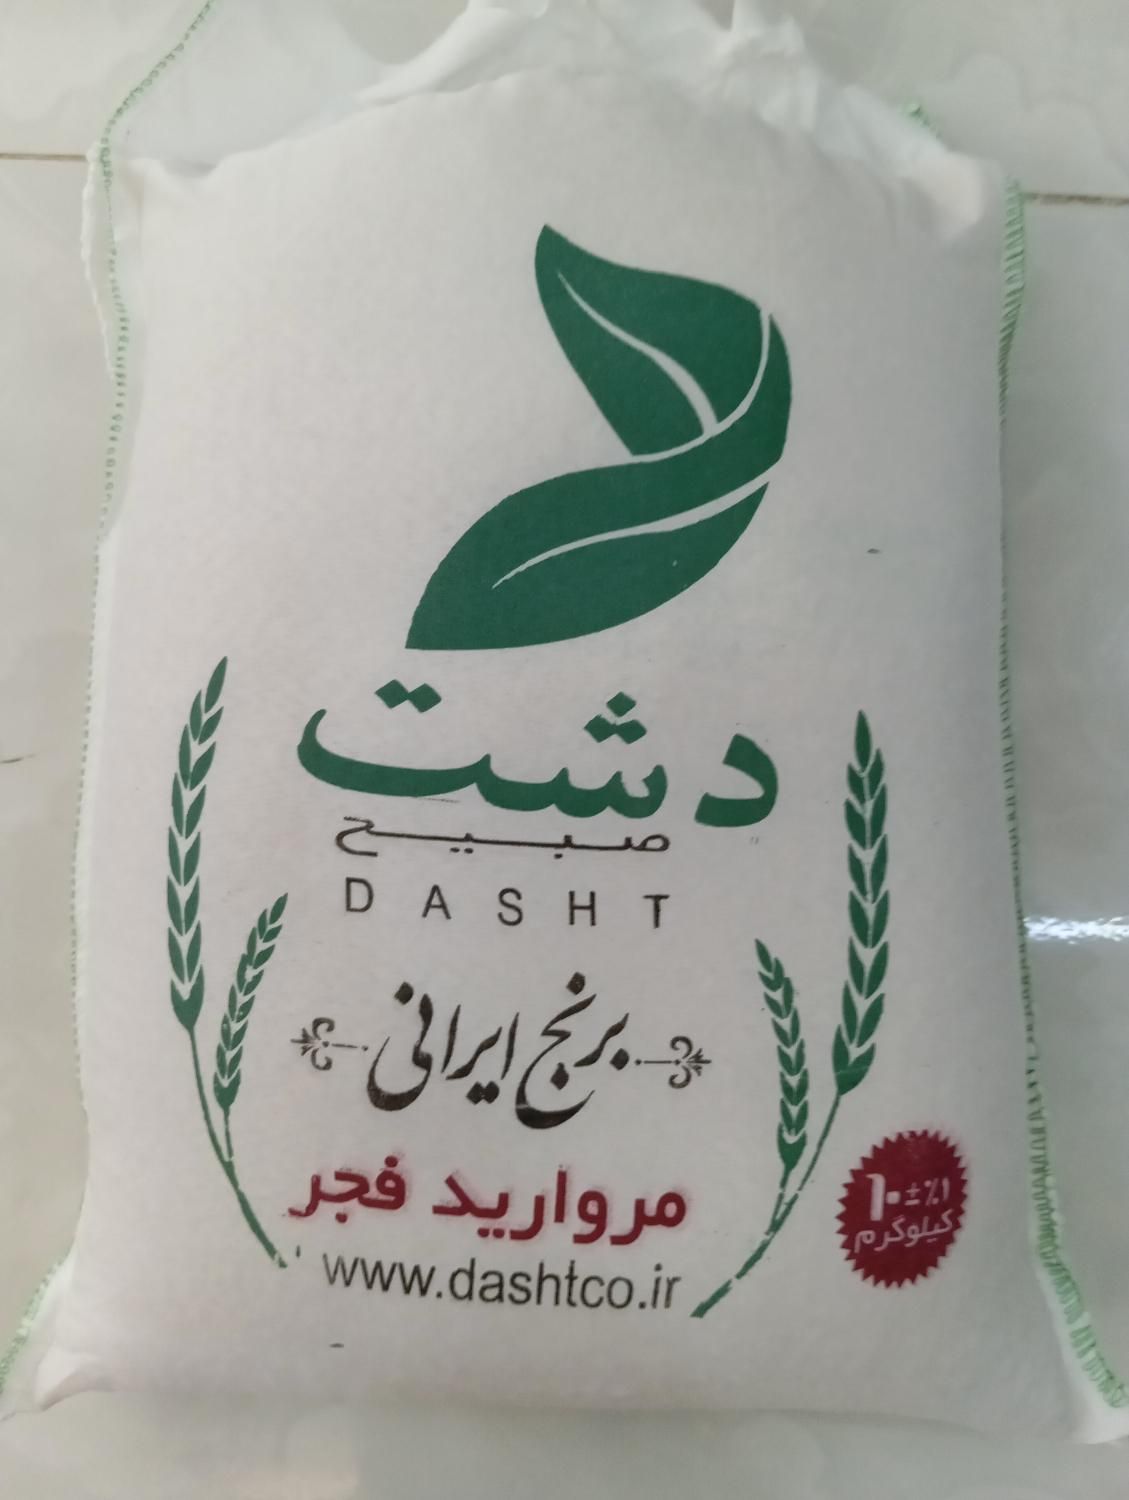 دشت
صبیح
DASHT
برنج ایرانی
مروارید فجر
www.dashtco.ir
۱۰ ±٪۱
کیلوگرم